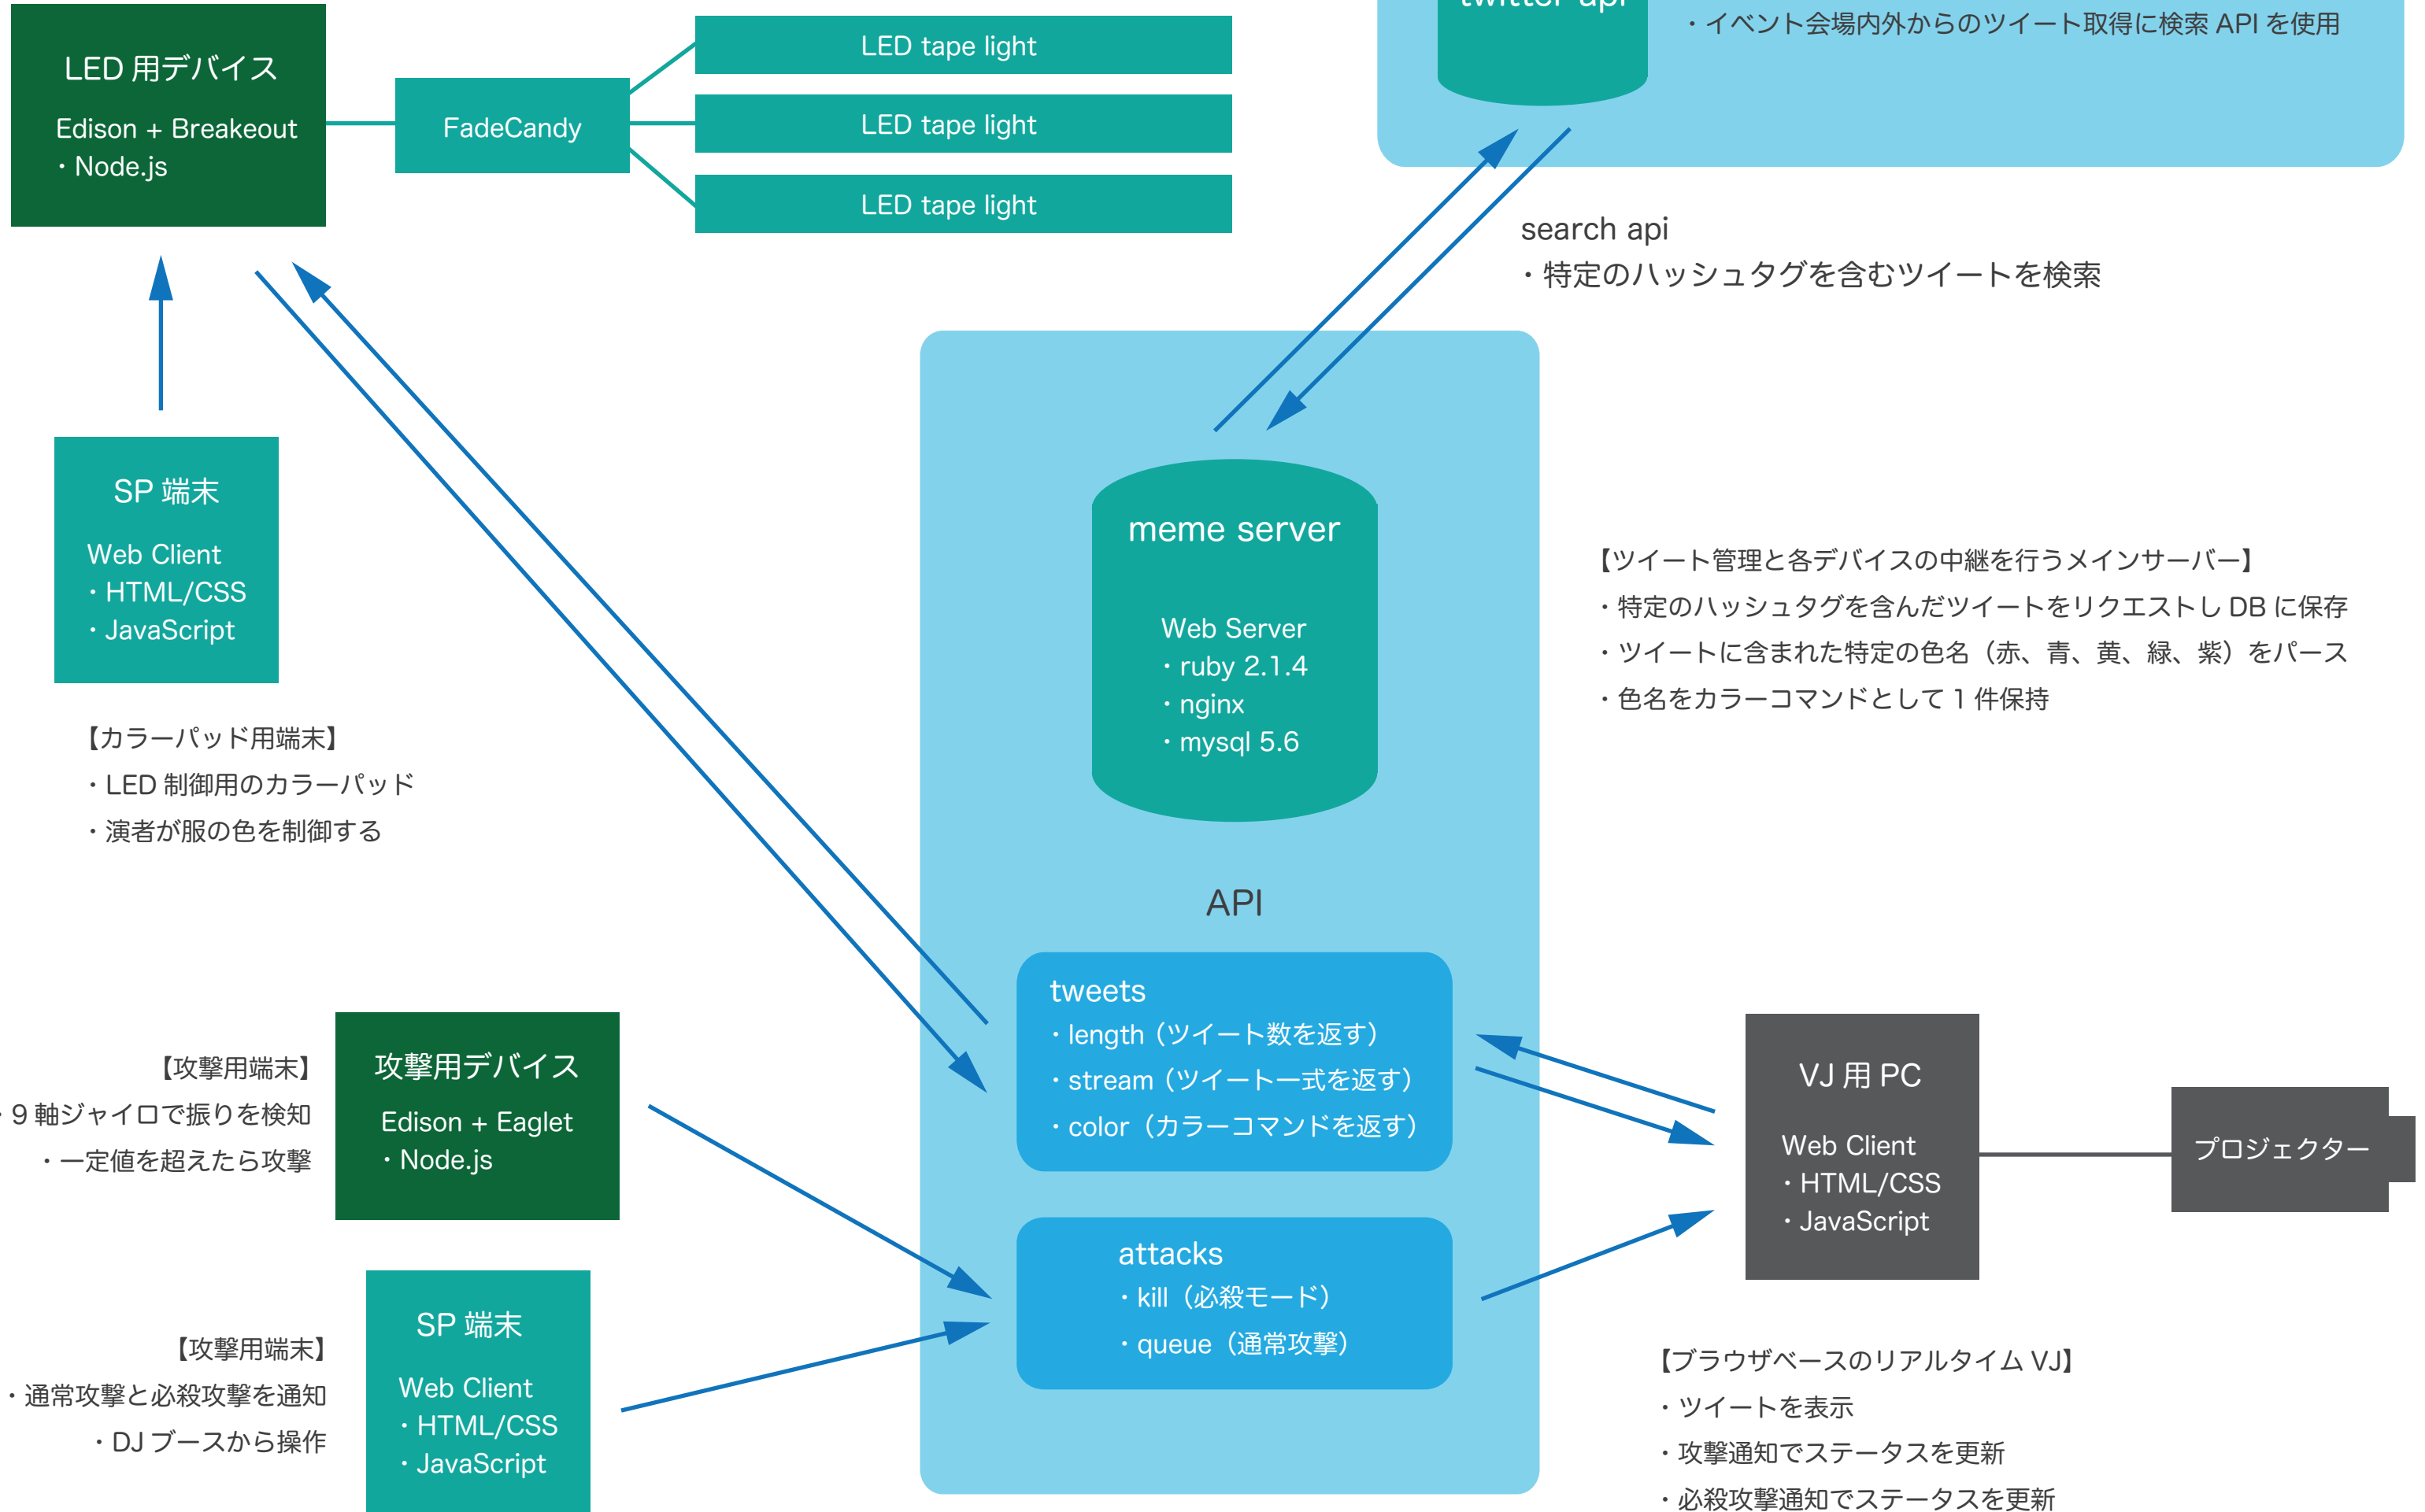 twitter api
・イベント会場内外からのツイート取得に検索 API を使用
LED 用デバイス
Edison + Breakeout
・Node.js
FadeCandy
LED tape light
LED tape light
LED tape light
search api
・特定のハッシュタグを含むツイートを検索
SP 端末
Web Client
・HTML/CSS
・JavaScript
【カラーパッド用端末】
・LED 制御用のカラーパッド
・演者が服の色を制御する
meme server
Web Server
・ruby 2.1.4
・nginx
・mysql 5.6
【ツイート管理と各デバイスの中継を行うメインサーバー】
・特定のハッシュタグを含んだツイートをリクエストし DB に保存
・ツイートに含まれた特定の色名（赤、青、黄、緑、紫）をパース
・色名をカラーコマンドとして 1 件保持
API
tweets
・length（ツイート数を返す）
・stream（ツイート一式を返す）
・color（カラーコマンドを返す）
attacks
・kill（必殺モード）
・queue（通常攻撃）
【攻撃用端末】
・9 軸ジャイロで振りを検知
・一定値を超えたら攻撃
攻撃用デバイス
Edison + Eaglet
・Node.js
【攻撃用端末】
・通常攻撃と必殺攻撃を通知
・DJ ブースから操作
SP 端末
Web Client
・HTML/CSS
・JavaScript
VJ 用 PC
Web Client
・HTML/CSS
・JavaScript
プロジェクター
【ブラウザベースのリアルタイム VJ】
・ツイートを表示
・攻撃通知でステータスを更新
・必殺攻撃通知でステータスを更新